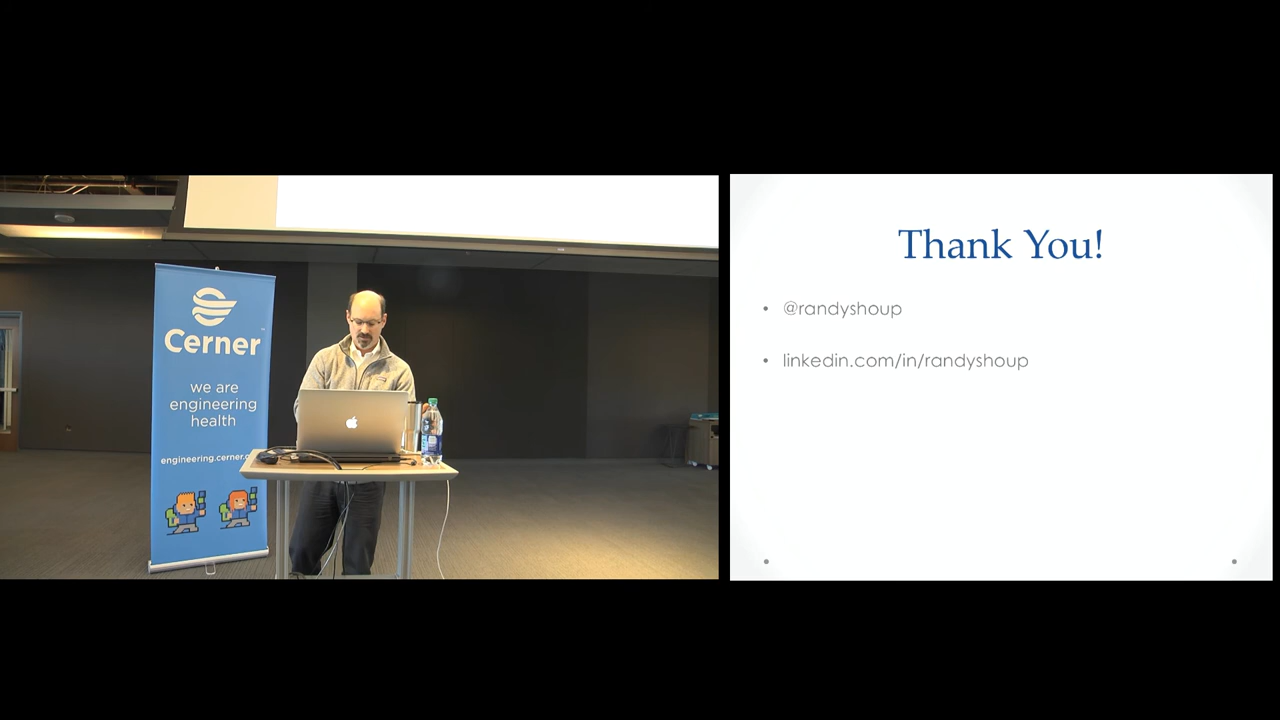 Cerner
we are
engineering
health
engineering.cerner.
Thank You!
• @randyshoup
• linkedin.com/in/randyshoup